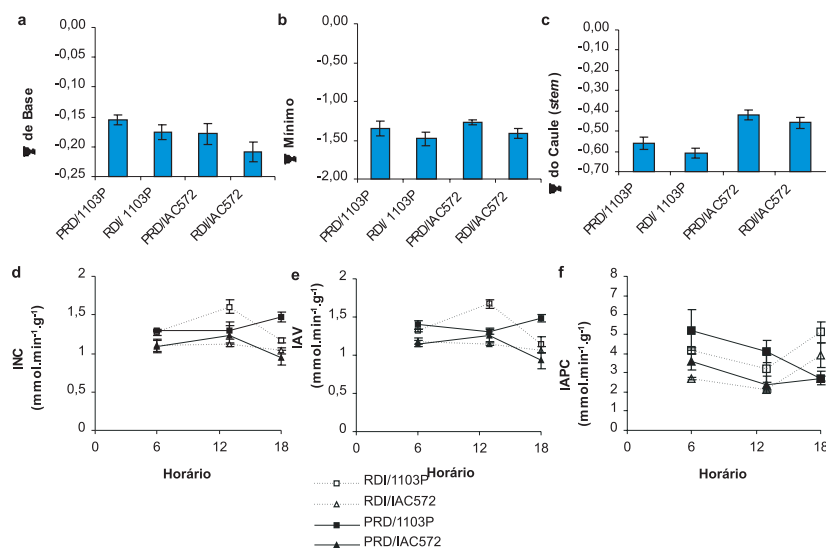 a
b
c
0,00
-0,05
-0,10
-0,15
-0,20
-0,25
de Base
PRD/1103P
RDI/ 1103P
PRD/IAC572
RDI/IAC572
0,00
-0,50
-1,00
-1,50
-2,00
Mínimo
PRD/1103P
RDI/ 1103P
PRD/IAC572
RDI/IAC572
0,00
-0,10
-0,20
-0,30
-0,40
-0,50
-0,60
-0,70
do Caule (stem)
PRD/1103P
RDI/ 1103P
PRD/IAC572
RDI/IAC572
d
e
f
2
1,5
1
0,5
0
INC
(mmol.min⁻¹.g⁻¹)
0 6 12 18
Horário
2
1,5
1
0,5
0
IAV
(mmol.min⁻¹.g⁻¹)
0 6 12 18
Horário
8
7
6
5
4
3
2
1
0
IAPC
(mmol.min⁻¹.g⁻¹)
0 6 12 18
Horário
RDI/1103P
RDI/IAC572
PRD/1103P
PRD/IAC572